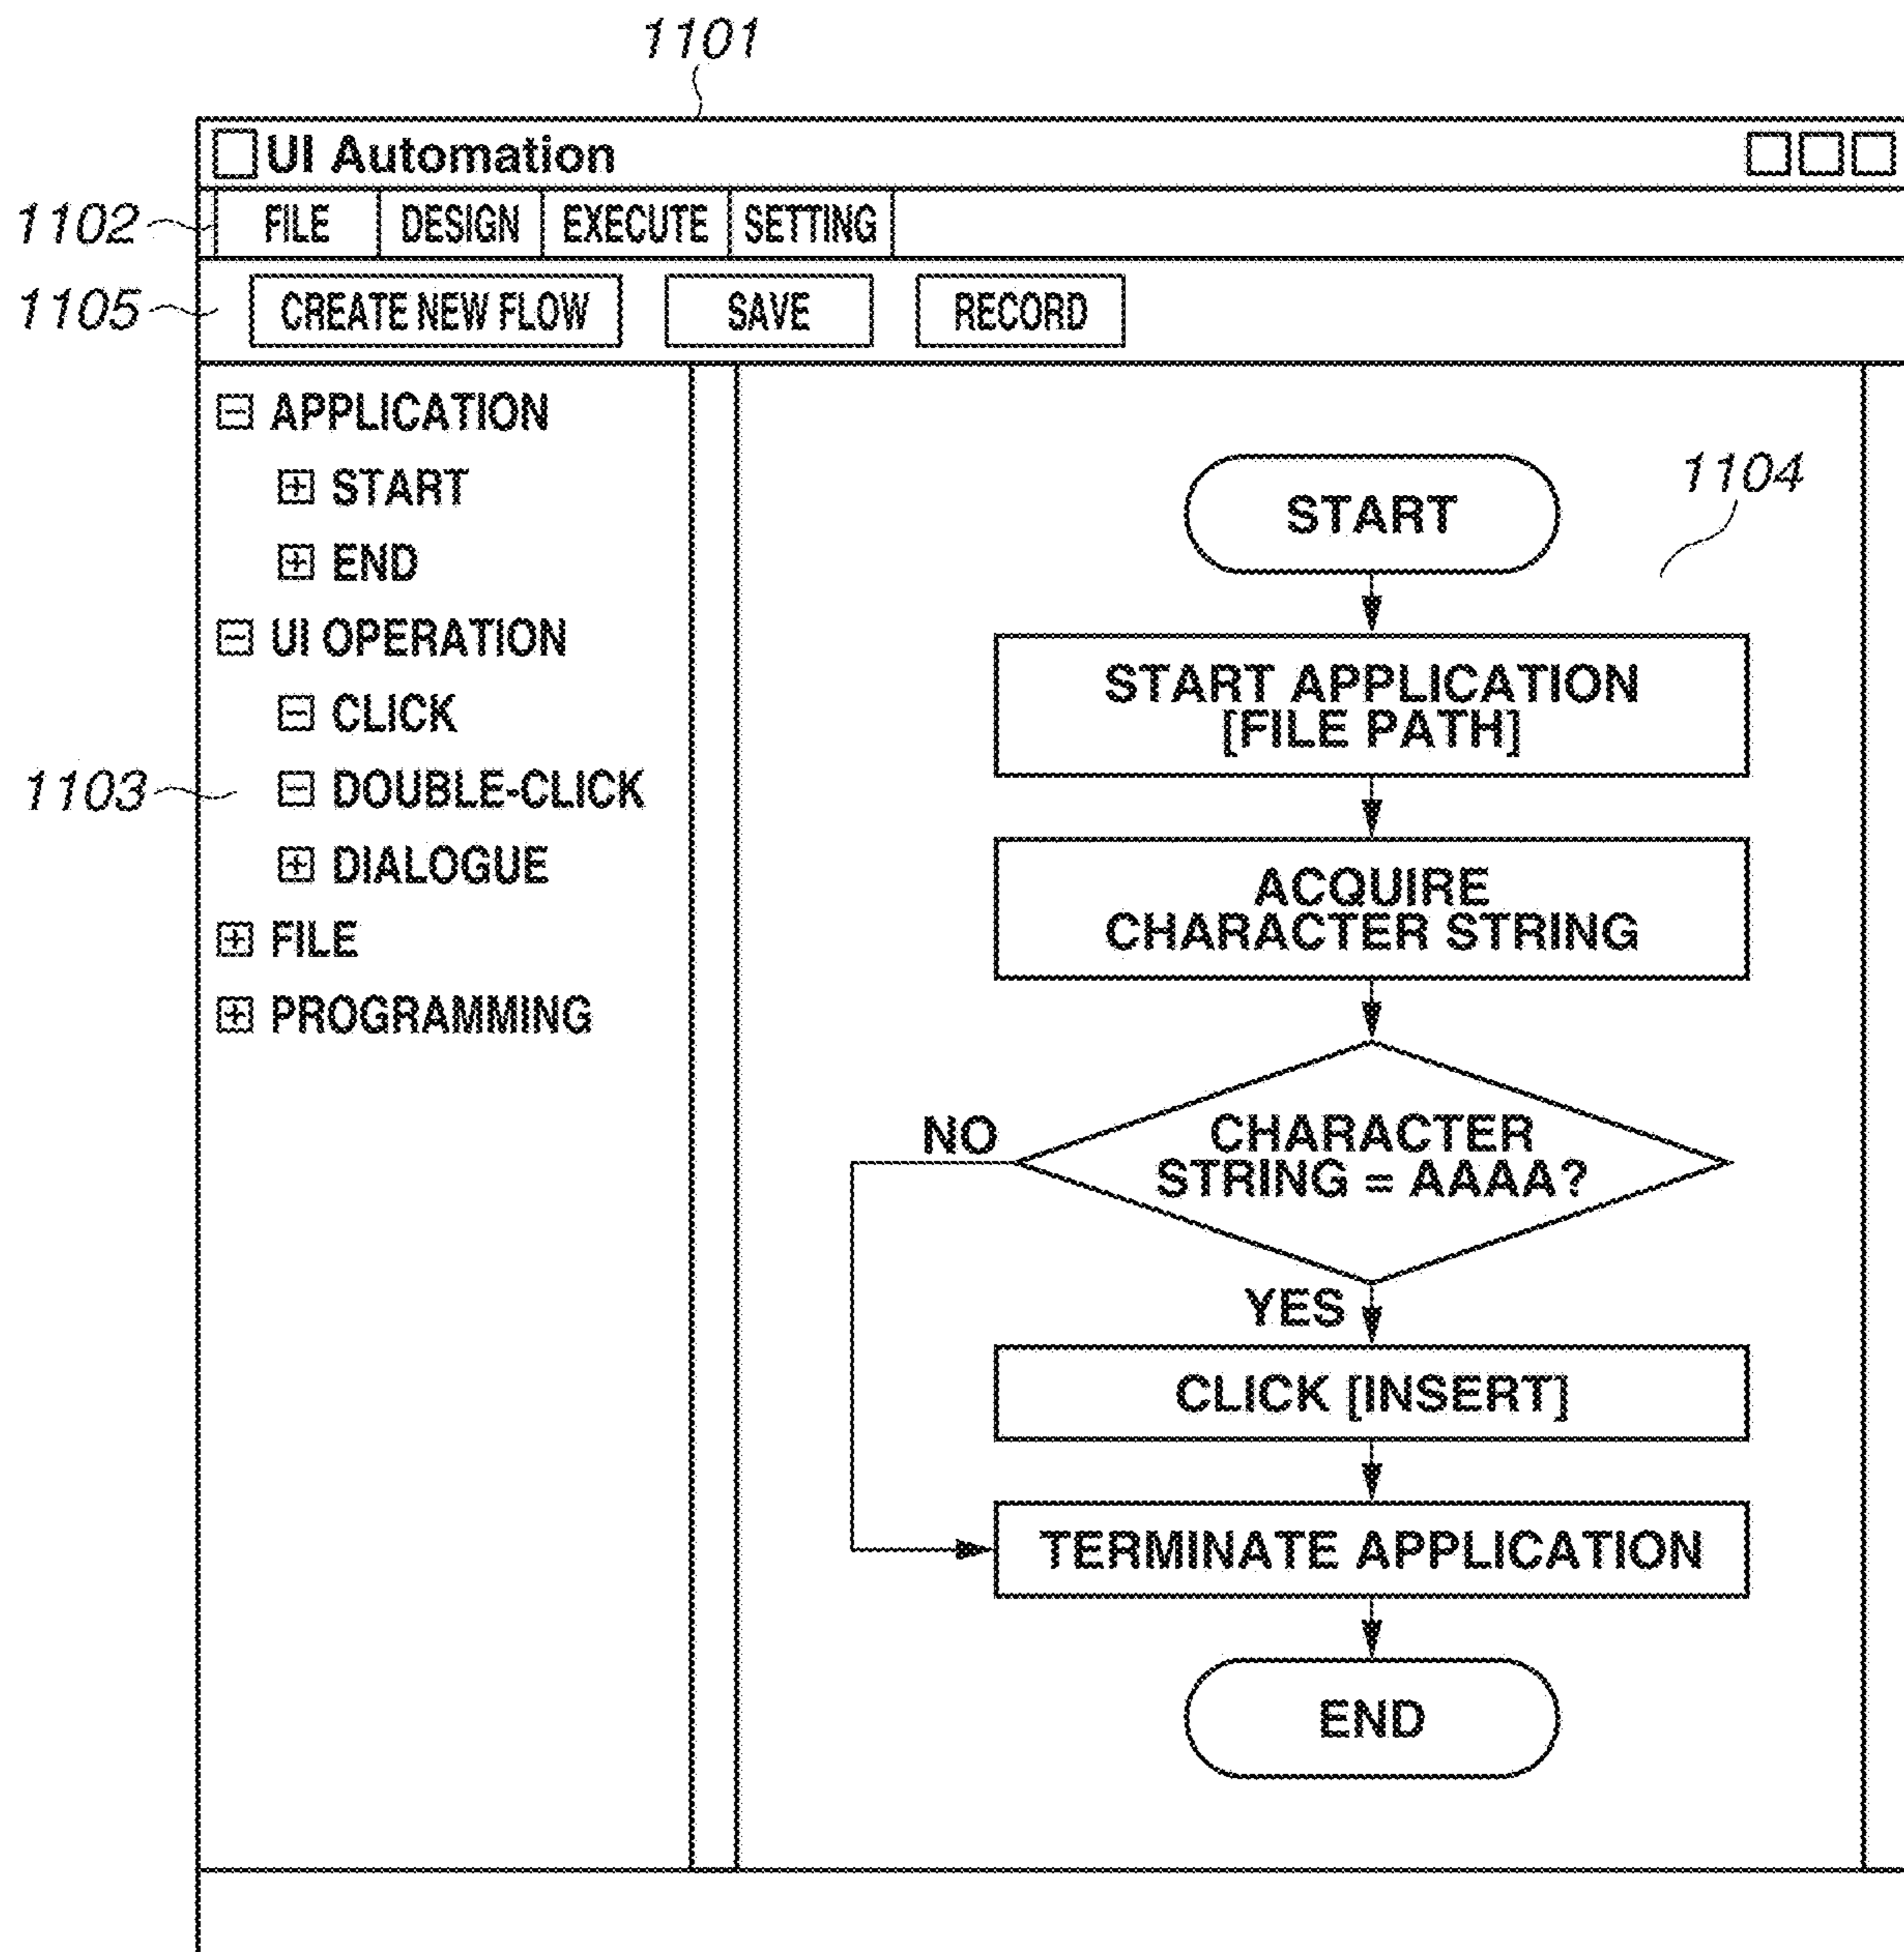 1101
UI Automation
1102
FILE DESIGN EXECUTE SETTING
1105
CREATE NEW FLOW SAVE RECORD
APPLICATION
START
END
UI OPERATION
CLICK
1103
DOUBLE-CLICK
DIALOGUE
FILE
PROGRAMMING
1104
START
START APPLICATION
[FILE PATH]
ACQUIRE
CHARACTER STRING
CHARACTER
STRING = AAAA?
NO
YES
CLICK [INSERT]
TERMINATE APPLICATION
END